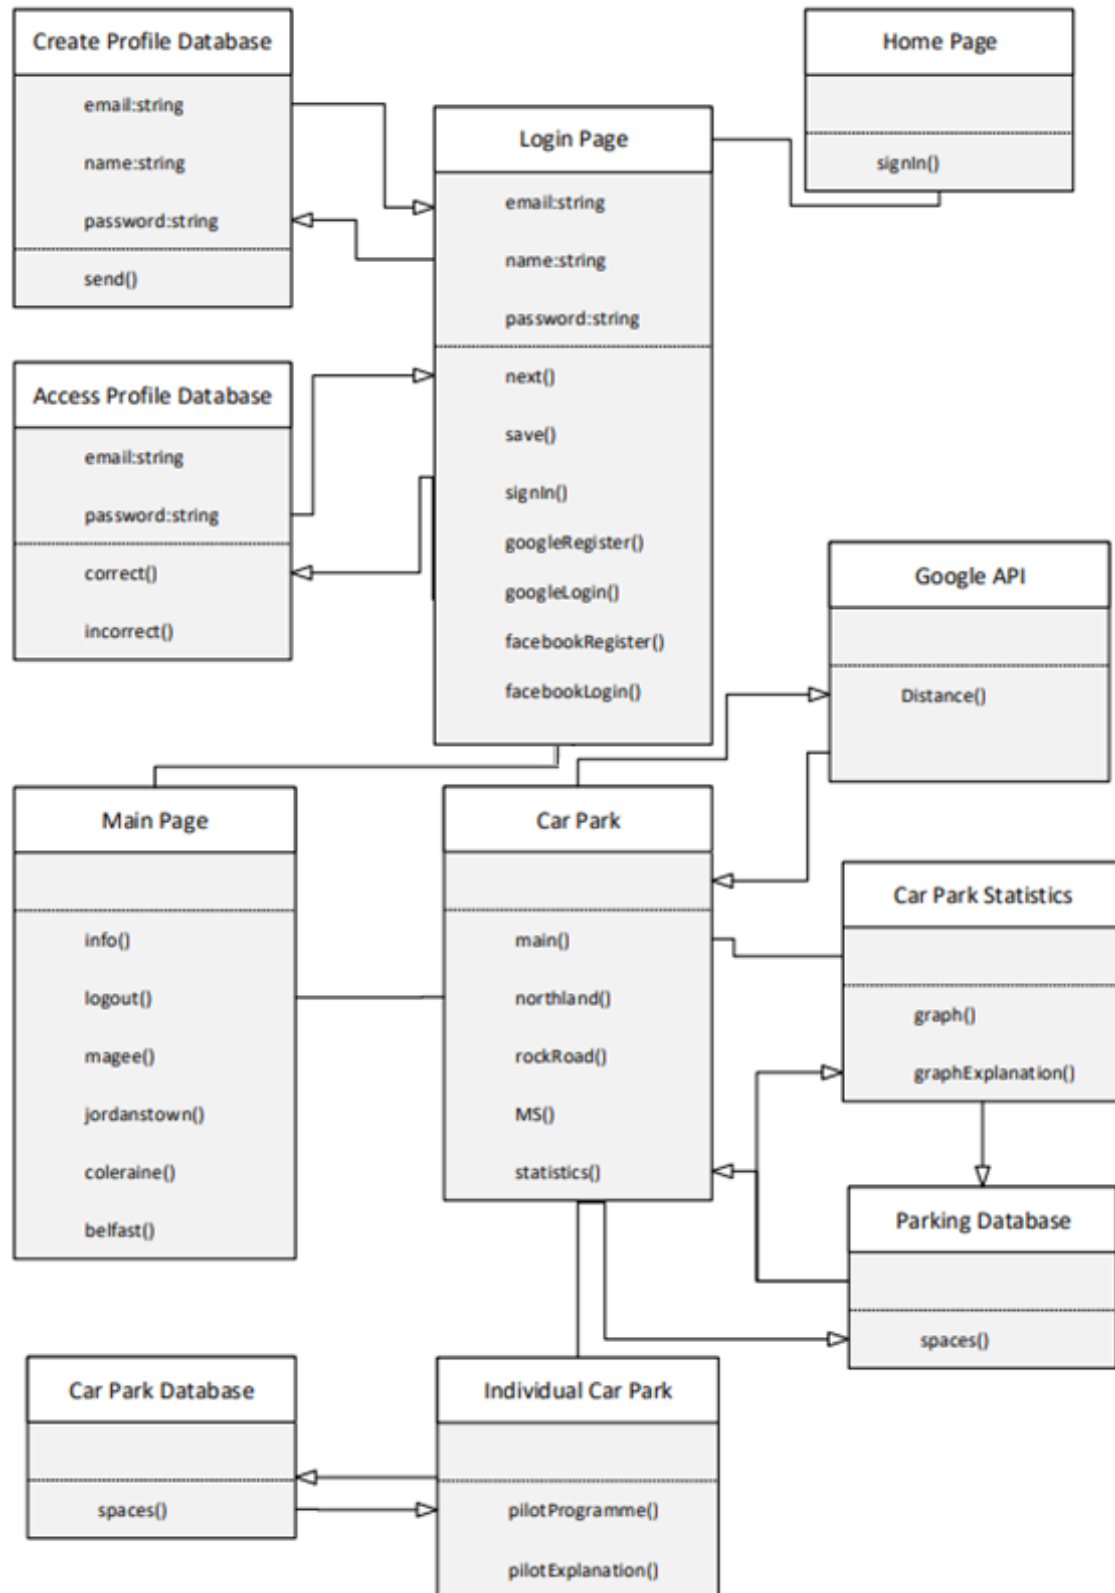 Create Profile Database
email:string
name:string
password:string
send()
Home Page
signIn()
Login Page
email:string
name:string
password:string
next()
save()
signIn()
googleRegister()
googleLogin()
facebookRegister()
facebookLogin()
Access Profile Database
email:string
password:string
correct()
incorrect()
Google API
Distance()
Main Page
info()
logout()
magee()
jordanstown()
coleraine()
belfast()
Car Park
main()
northland()
rockRoad()
MS()
statistics()
Car Park Statistics
graph()
graphExplanation()
Parking Database
spaces()
Car Park Database
spaces()
Individual Car Park
pilotProgramme()
pilotExplanation()